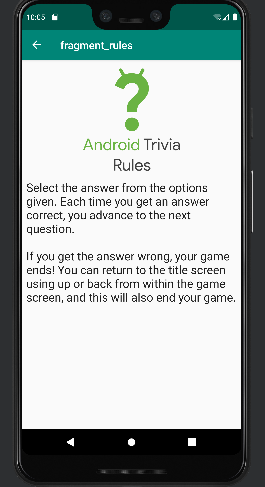 10:05
fragment_rules
Android Trivia
Rules
Select the answer from the options
given. Each time you get an answer
correct, you advance to the next
question.
If you get the answer wrong, your game
ends! You can return to the title screen
using up or back from within the game
screen, and this will also end your game.